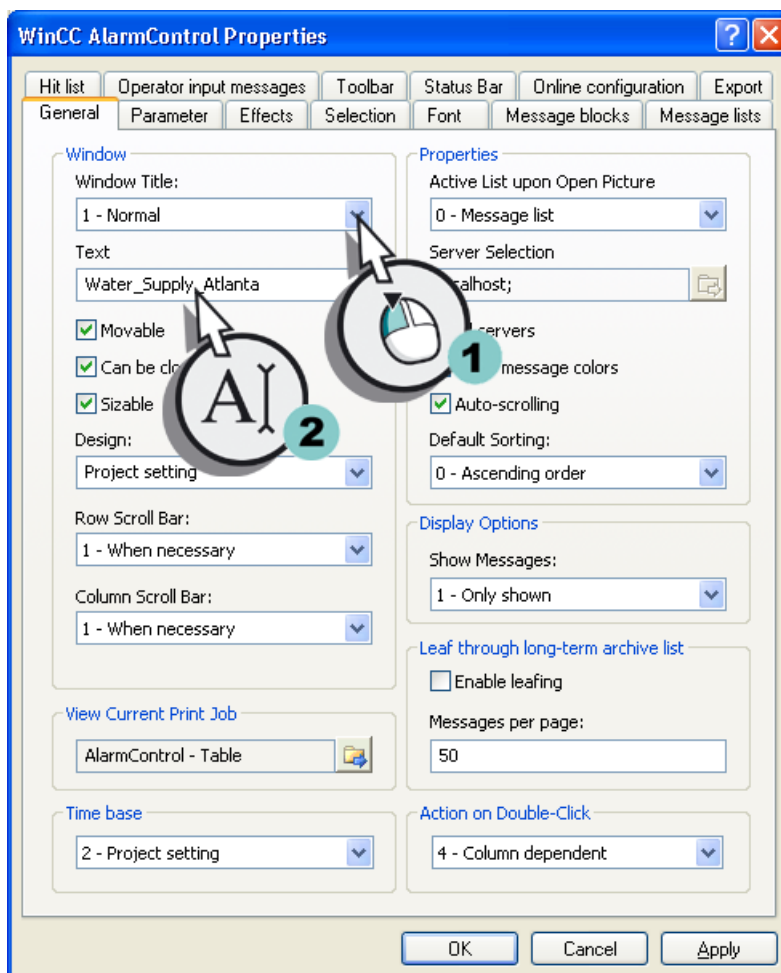 WinCC AlarmControl Properties
Hit list Operator input messages Toolbar Status Bar Online configuration Export
General Parameter Effects Selection Font Message blocks Message lists
Window
Window Title:
1 - Normal
Text
Water_Supply_Atlanta
Movable
Can be
Sizable
Design:
Project setting
Row Scroll Bar:
1 - When necessary
Column Scroll Bar:
1 - When necessary
View Current Print Job
AlarmControl - Table
Time base
2 - Project setting
Properties
Active List upon Open Picture
0 - Message list
Server Selection
servers
message colors
Auto-scrolling
Default Sorting:
0 - Ascending order
Display Options
Show Messages:
1 - Only shown
Leaf through long-term archive list
Enable leafing
Messages per page:
50
Action on Double-Click
4 - Column dependent
1
A
2
OK Cancel Apply